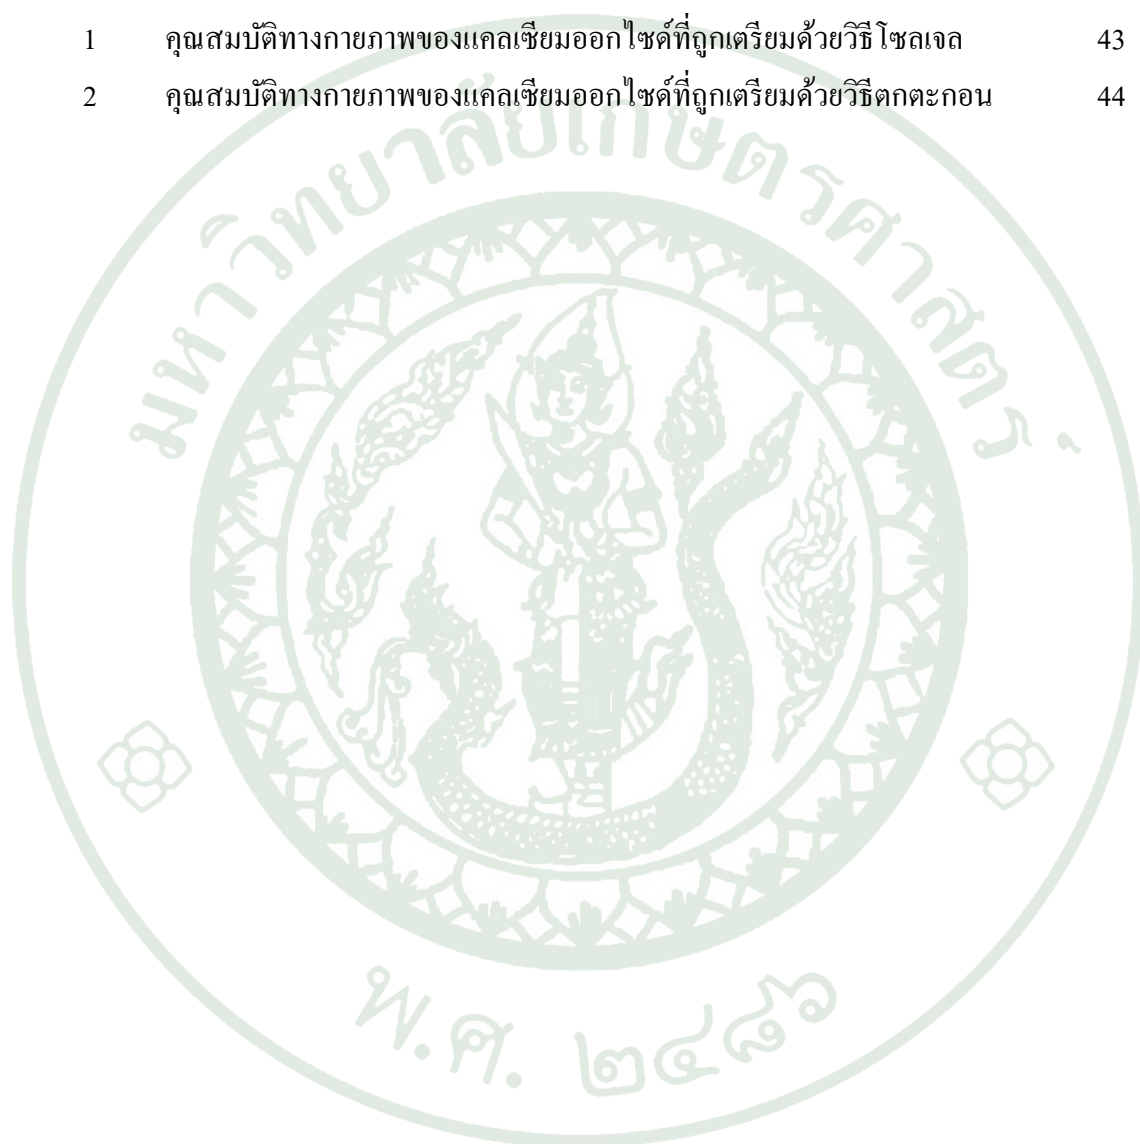 1 คุณสมบัติทางกายภาพของแคลเซียมออกไซด์ที่ถูกเตรียมด้วยวิธีโซลเจล 43
2 คุณสมบัติทางกายภาพของแคลเซียมออกไซด์ที่ถูกเตรียมด้วยวิธีตกตะกอน 44
มหาวิทยาลัยเกษตรศาสตร์
พ.ศ. ๒๔๘๖